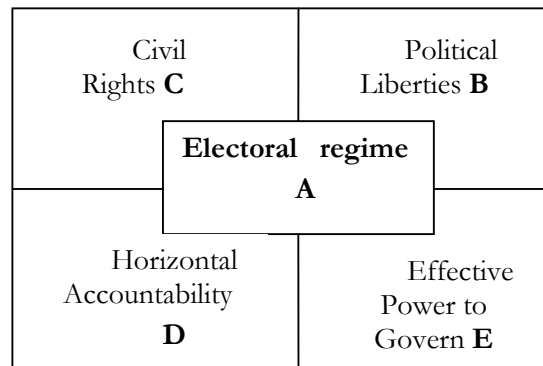 Civil
Rights C
Political
Liberties B
Electoral regime
A
Horizontal
Accountability
D
Effective
Power to
Govern E